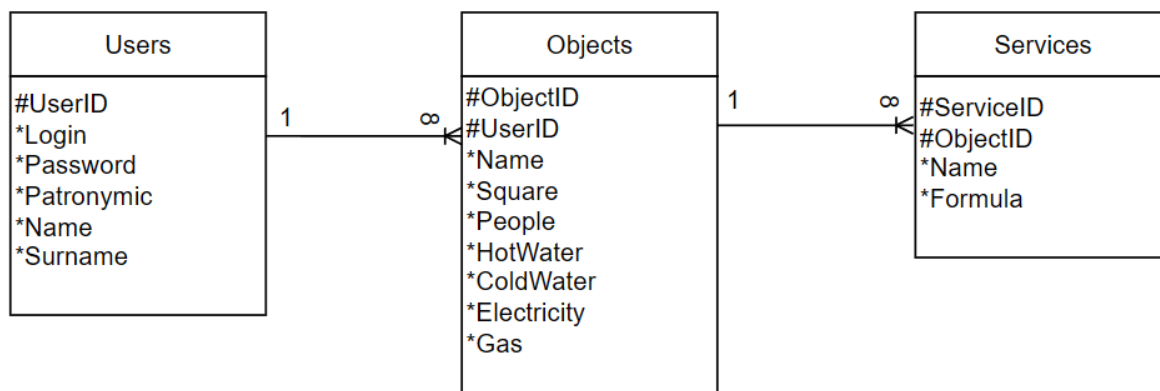 Users
#UserID
*Login
*Password
*Patronymic
*Name
*Surname
1
∞
Objects
#ObjectID
#UserID
*Name
*Square
*People
*HotWater
*ColdWater
*Electricity
*Gas
1
∞
Services
#ServiceID
#ObjectID
*Name
*Formula